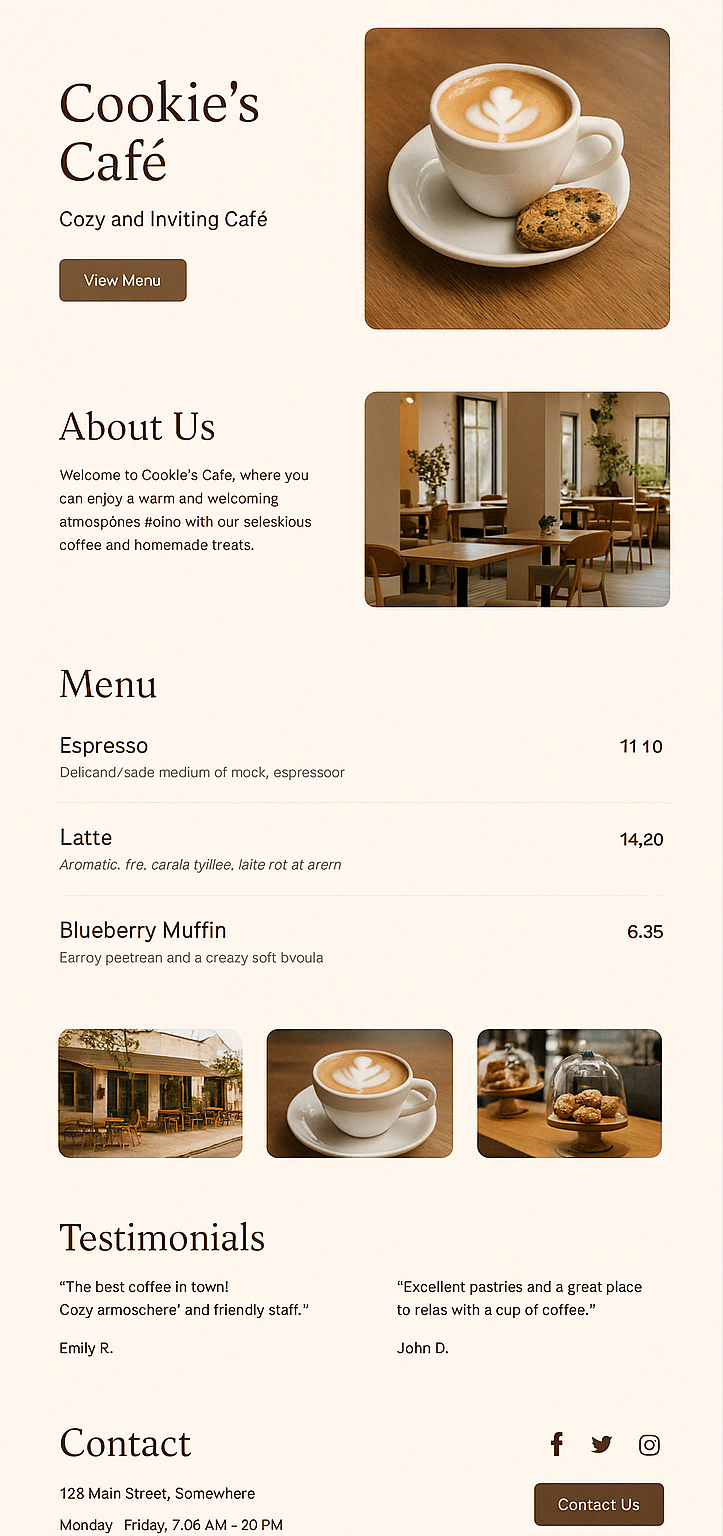 Cookie's
Café
Cozy and Inviting Café
View Menu
About Us
Welcome to Cookle's Cafe, where you
can enjoy a warm and welcoming
atmospȯnes #oino with our seleskious
coffee and homemade treats.
Menu
Espresso 11 10
Delicand/sade medium of mock, espressoor
Latte 14,20
Aromatic. fre. carala tyillee, laite rot at arern
Blueberry Muffin 6.35
Earroy peetrean and a creazy soft bvoula
Testimonials
“The best coffee in town!
Cozy armoschere’ and friendly staff.”
Emily R.
“Excellent pastries and a great place
to relas with a cup of coffee.”
John D.
Contact
128 Main Street, Somewhere
Monday Friday, 7.06 AM - 20 PM
Contact Us